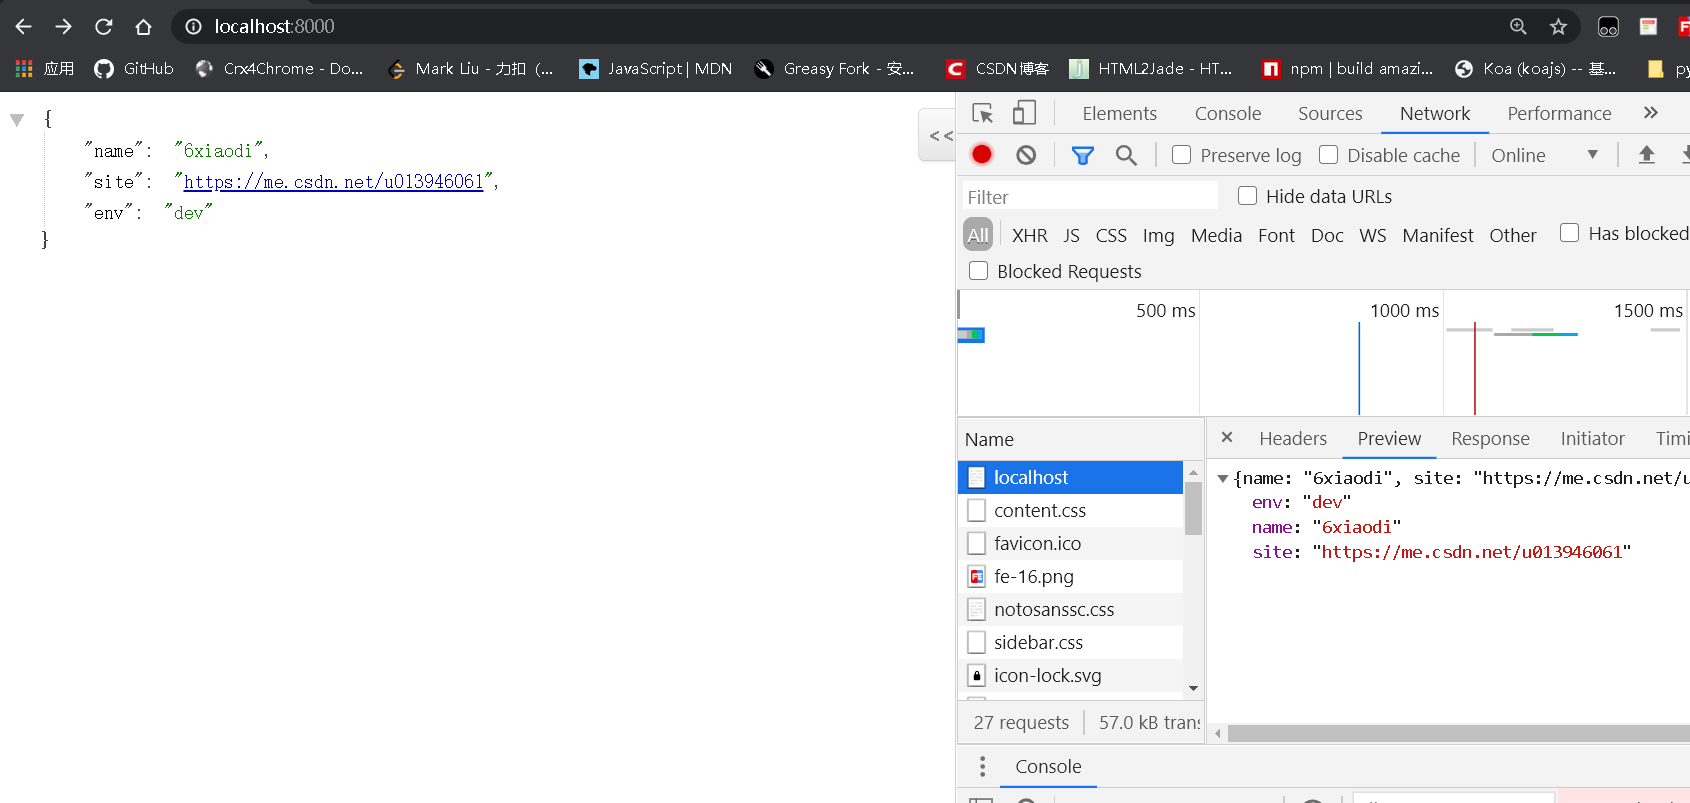 localhost:8000
应用 GitHub Crx4Chrome - Do... Mark Liu - 力扣 (... JavaScript | MDN Greasy Fork - 安... CSDN博客 HTML2Jade - HT... npm | build amazi... Koa (koajs) -- 基... py
{
"name": "6xiaodi",
"site": "https://me.csdn.net/u013946061",
"env": "dev"
}
<<
Elements Console Sources Network Performance »
Preserve log Disable cache Online
Filter Hide data URLs
All XHR JS CSS Img Media Font Doc WS Manifest Other Has blocked
Blocked Requests
500 ms 1000 ms 1500 ms
Name
× Headers Preview Response Initiator Timi
localhost
content.css
favicon.ico
fe-16.png
notosanssc.css
sidebar.css
icon-lock.svg
{name: "6xiaodi", site: "https://me.csdn.net/u
env: "dev"
name: "6xiaodi"
site: "https://me.csdn.net/u013946061"
27 requests 57.0 kB trans
Console